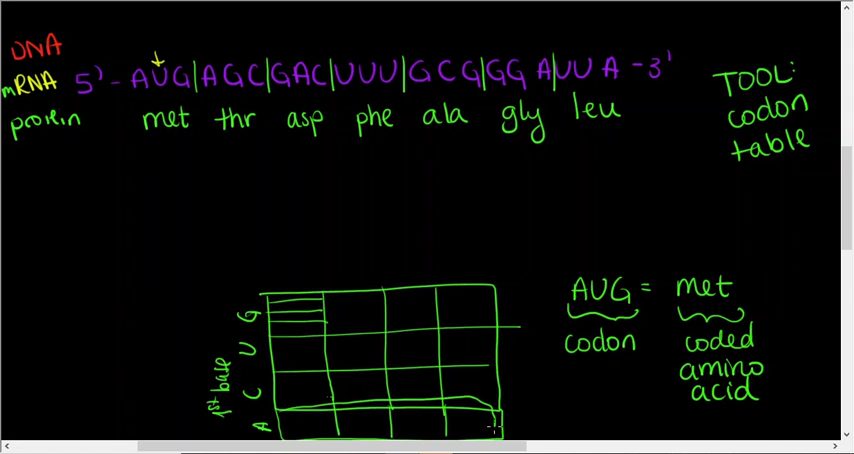 DNA
mRNA 5'- AUG|AGC|GAC|UUU|GCG|GGA|UUA -3'
protein met thr asp phe ala gly leu
TOOL:
codon
table
AUG = met
codon coded
amino
acid
1st base
G
U
C
A